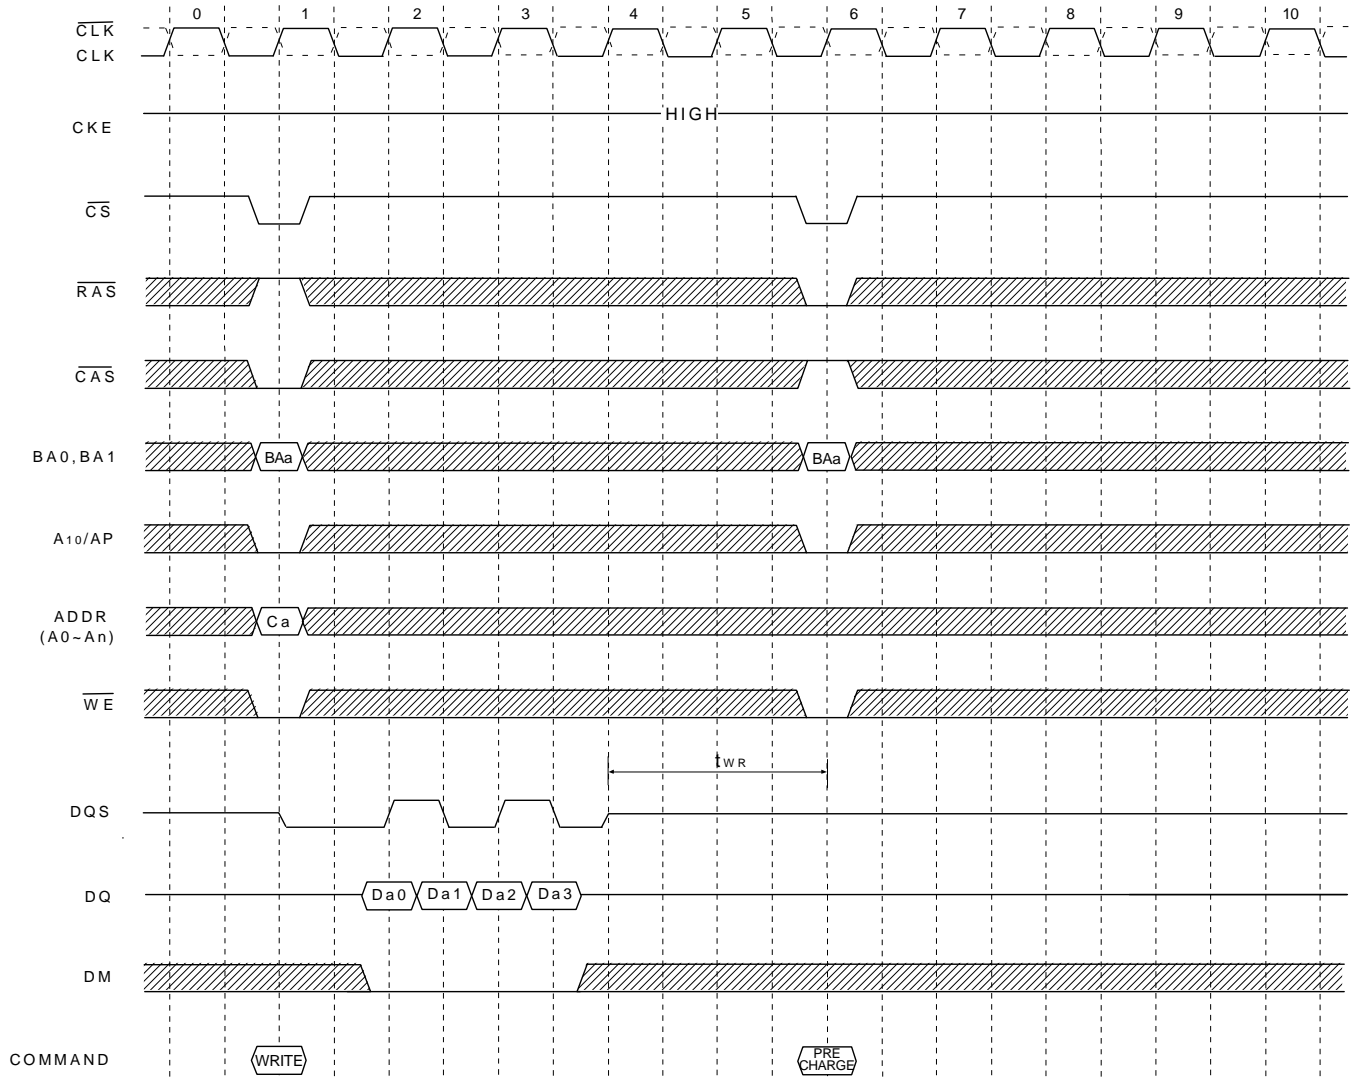 0 1 2 3 4 5 6 7 8 9 10
CLK
CLK
HIGH
CKE
CS
RAS
CAS
BA0,BA1 BAa BAa
A10/AP
ADDR
(A0~An) Ca
WE
tWR
DQS
DQ Da0 Da1 Da2 Da3
DM
COMMAND WRITE PRE
CHARGE